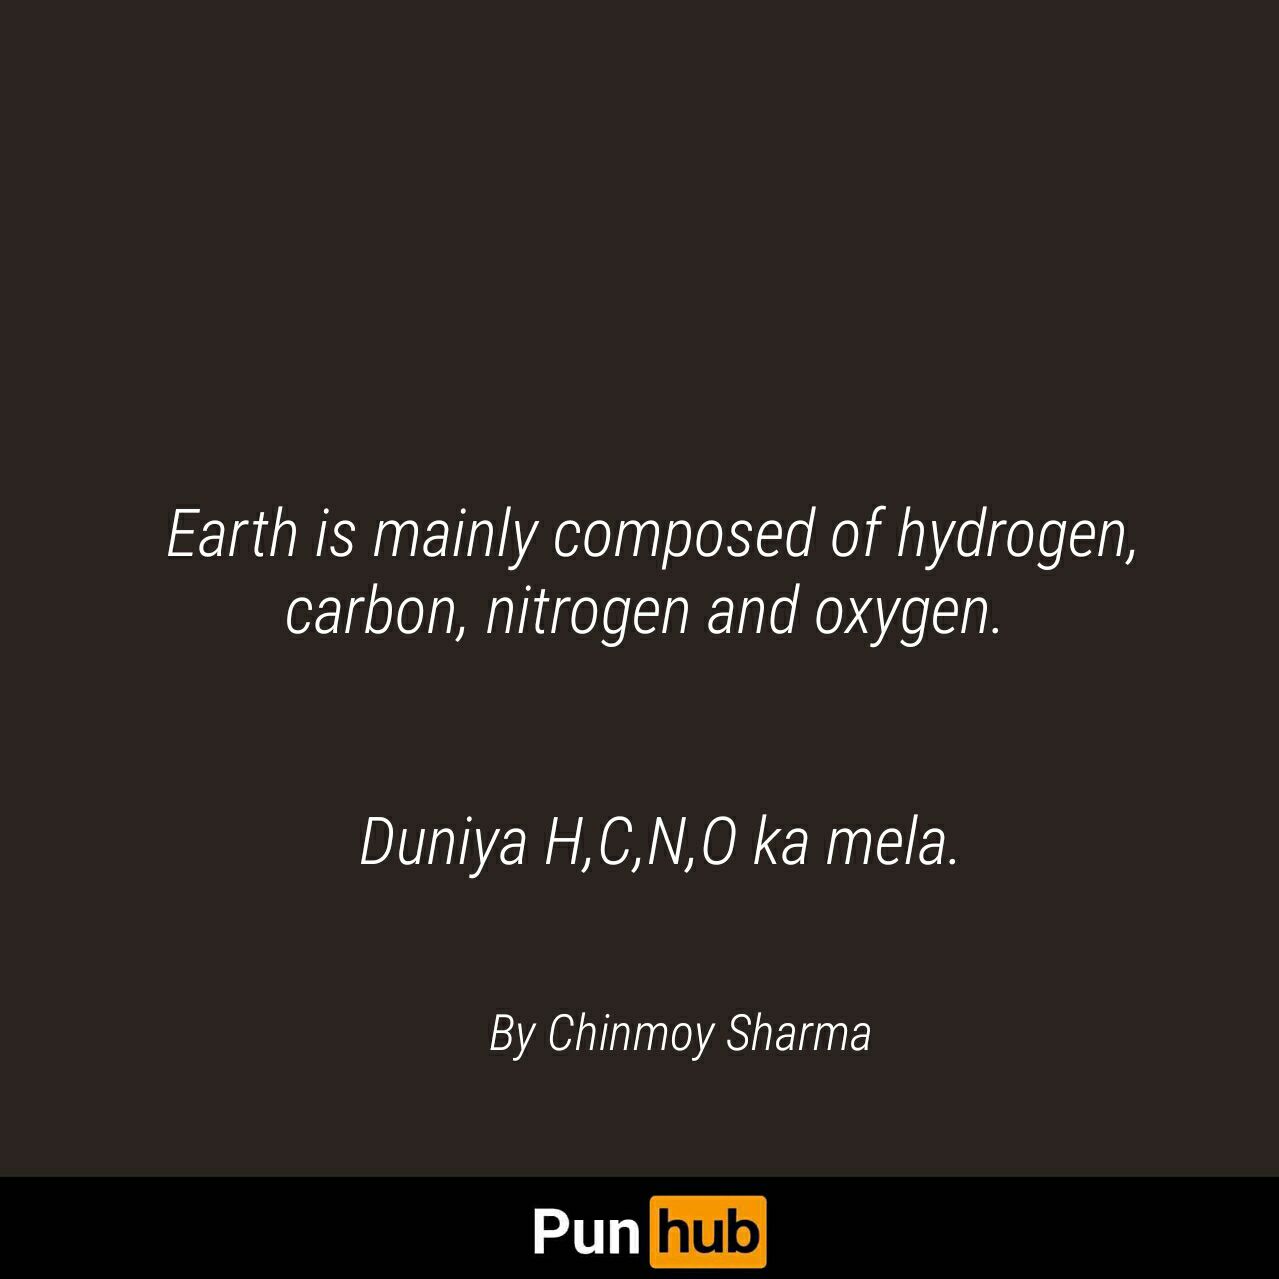 Earth is mainly composed of hydrogen,
carbon, nitrogen and oxygen.
Duniya H,C,N,O ka mela.
By Chinmoy Sharma
Pun hub